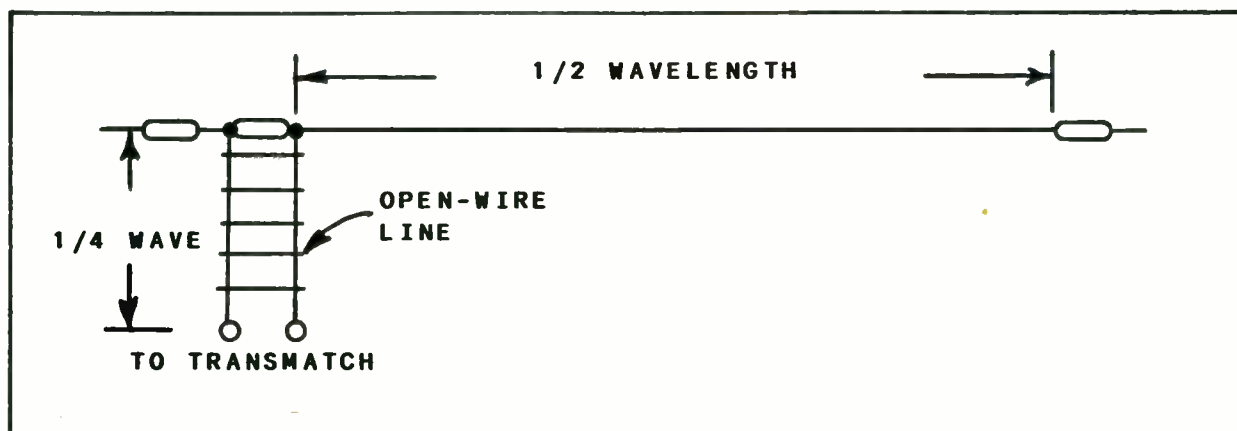 1/2 WAVELENGTH
OPEN-WIRE
LINE
1/4 WAVE
TO TRANSMATCH